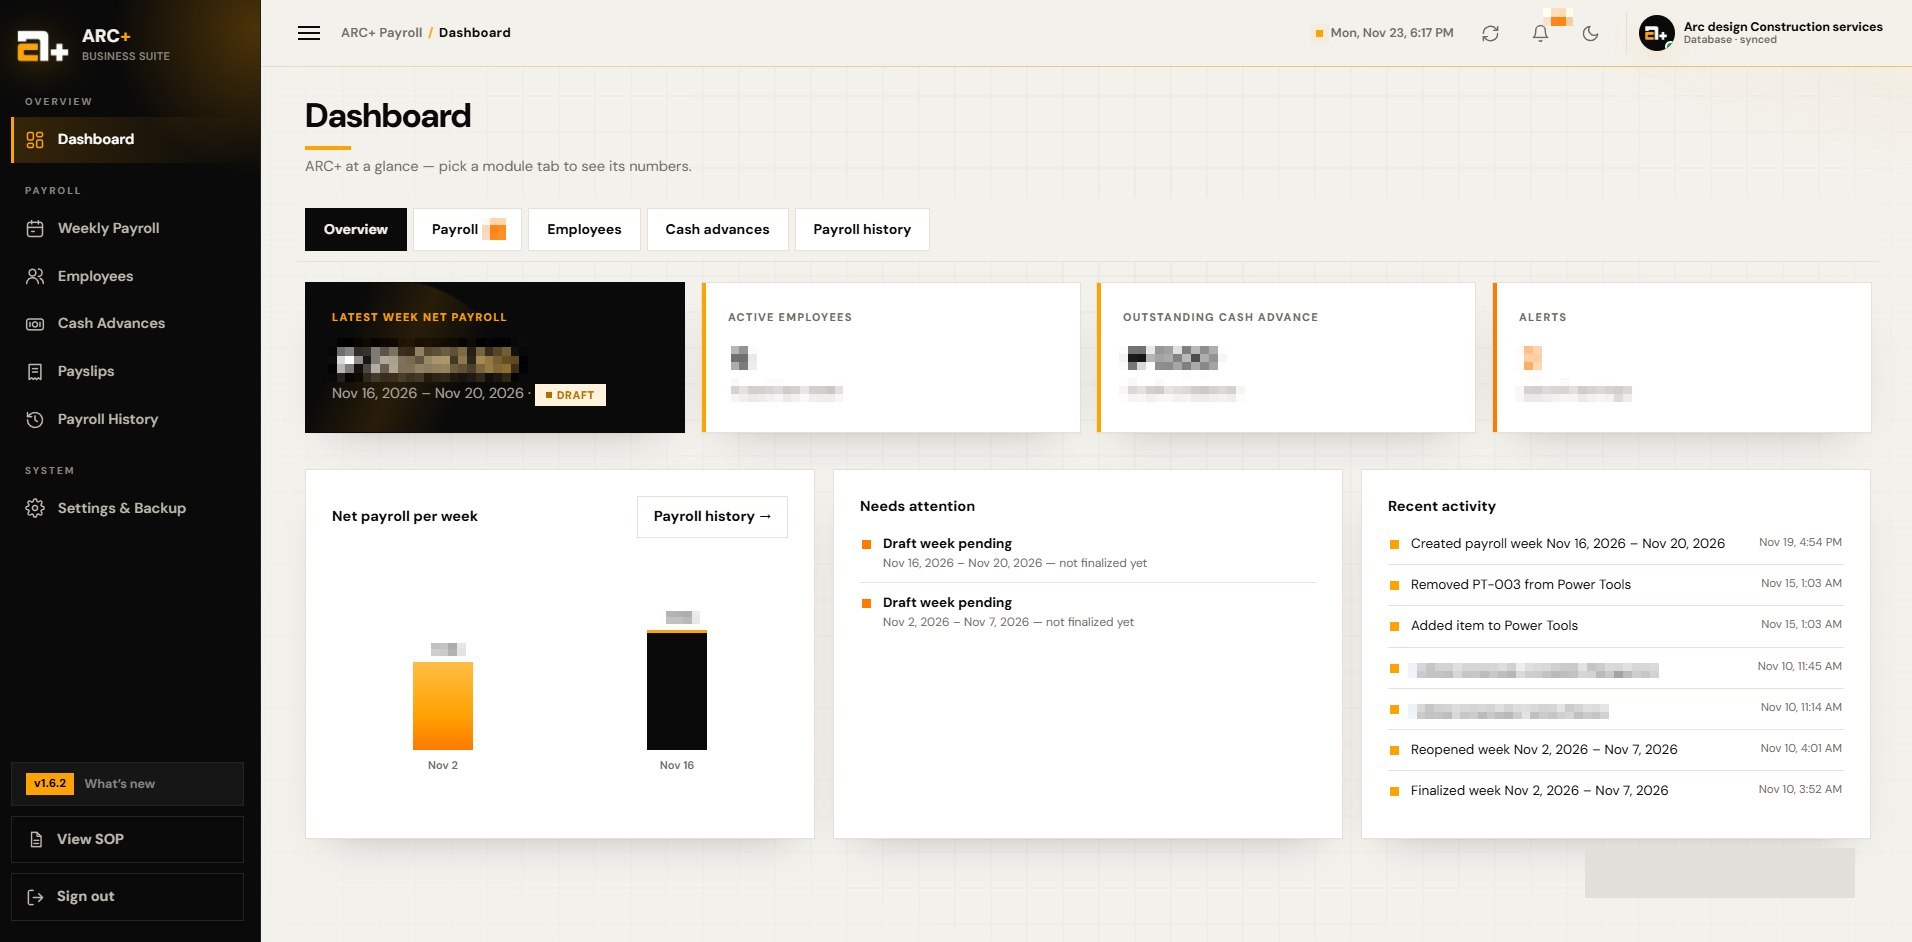 ARC+
BUSINESS SUITE
OVERVIEW
Dashboard
PAYROLL
Weekly Payroll
Employees
Cash Advances
Payslips
Payroll History
SYSTEM
Settings & Backup
v1.6.2 What's new
View SOP
Sign out
ARC+ Payroll / Dashboard
Mon, Nov 23, 6:17 PM
Arc design Construction services
Database · synced
Dashboard
ARC+ at a glance — pick a module tab to see its numbers.
Overview
Payroll
Employees
Cash advances
Payroll history
LATEST WEEK NET PAYROLL
Nov 16, 2026 – Nov 20, 2026 · DRAFT
ACTIVE EMPLOYEES
OUTSTANDING CASH ADVANCE
ALERTS
Net payroll per week
Payroll history →
Nov 2
Nov 16
Needs attention
Draft week pending
Nov 16, 2026 – Nov 20, 2026 — not finalized yet
Draft week pending
Nov 2, 2026 – Nov 7, 2026 — not finalized yet
Recent activity
Created payroll week Nov 16, 2026 – Nov 20, 2026 Nov 19, 4:54 PM
Removed PT-003 from Power Tools Nov 15, 1:03 AM
Added item to Power Tools Nov 15, 1:03 AM
Nov 10, 11:45 AM
Nov 10, 11:14 AM
Reopened week Nov 2, 2026 – Nov 7, 2026 Nov 10, 4:01 AM
Finalized week Nov 2, 2026 – Nov 7, 2026 Nov 10, 3:52 AM